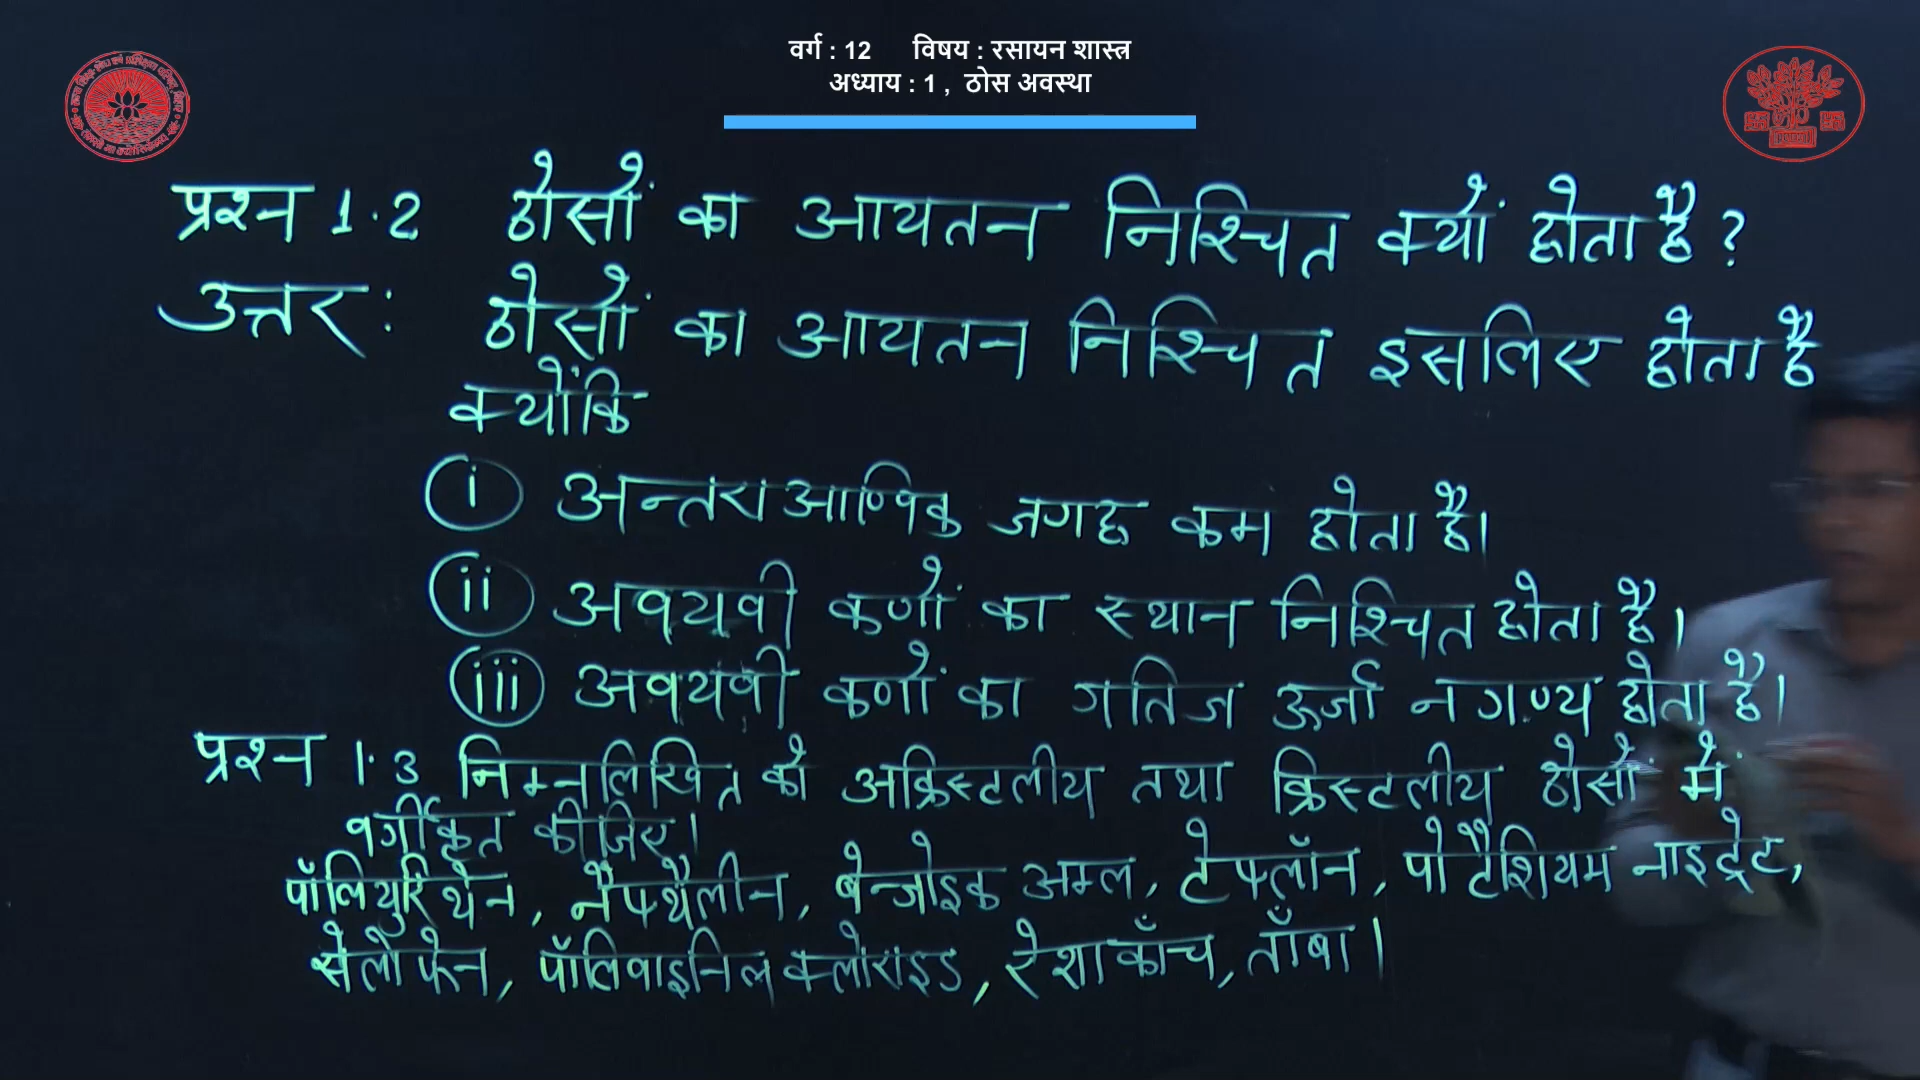 वर्ग : 12 विषय : रसायन शास्त्र
अध्याय : 1 , ठोस अवस्था
प्रश्न 1.2 ठोसों का आयतन निश्चित क्यों होता है ?
उत्तर : ठोसों का आयतन निश्चित इसलिए होता है
क्योंकि
(i) अन्तराआण्विक जगह कम होता है।
(ii) अवयवी कणों का स्थान निश्चित होता है।
(iii) अवयवी कणों का गतिज ऊर्जा नगण्य होता है।
प्रश्न 1.3 निम्नलिखित को अक्रिस्टलीय तथा क्रिस्टलीय ठोसों में
वर्गीकृत कीजिए।
पॉलियुरिथेन, नैफ्थैलीन, बेन्जोइक अम्ल, टेफ्लॉन, पोटैशियम नाइट्रेट,
सेलोफेन, पॉलिवाइनिल क्लोराइड, रेशा काँच, ताँबा।